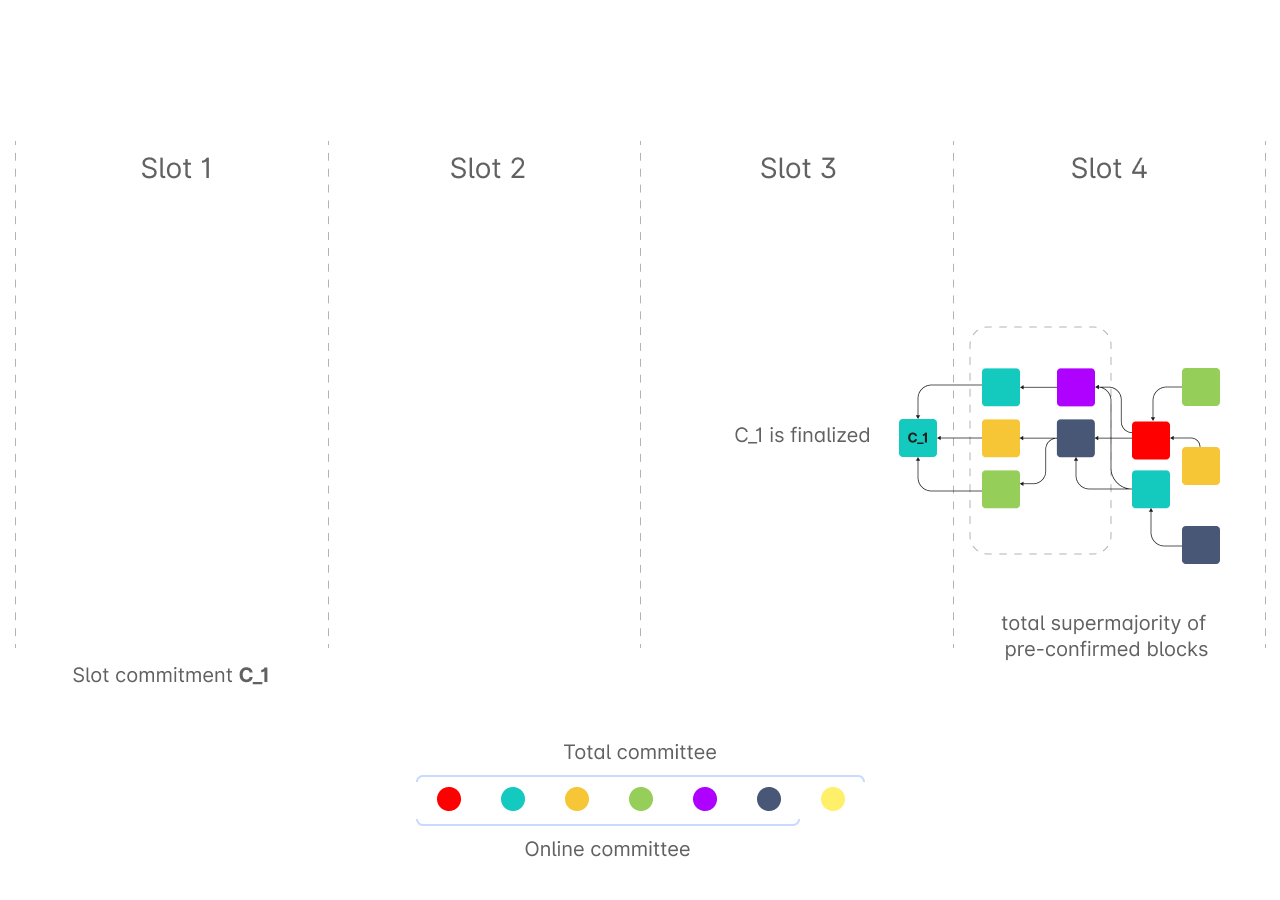 Slot 1
Slot 2
Slot 3
Slot 4
C_1 is finalized
C_1
total supermajority of
pre-confirmed blocks
Slot commitment C_1
Total committee
Online committee